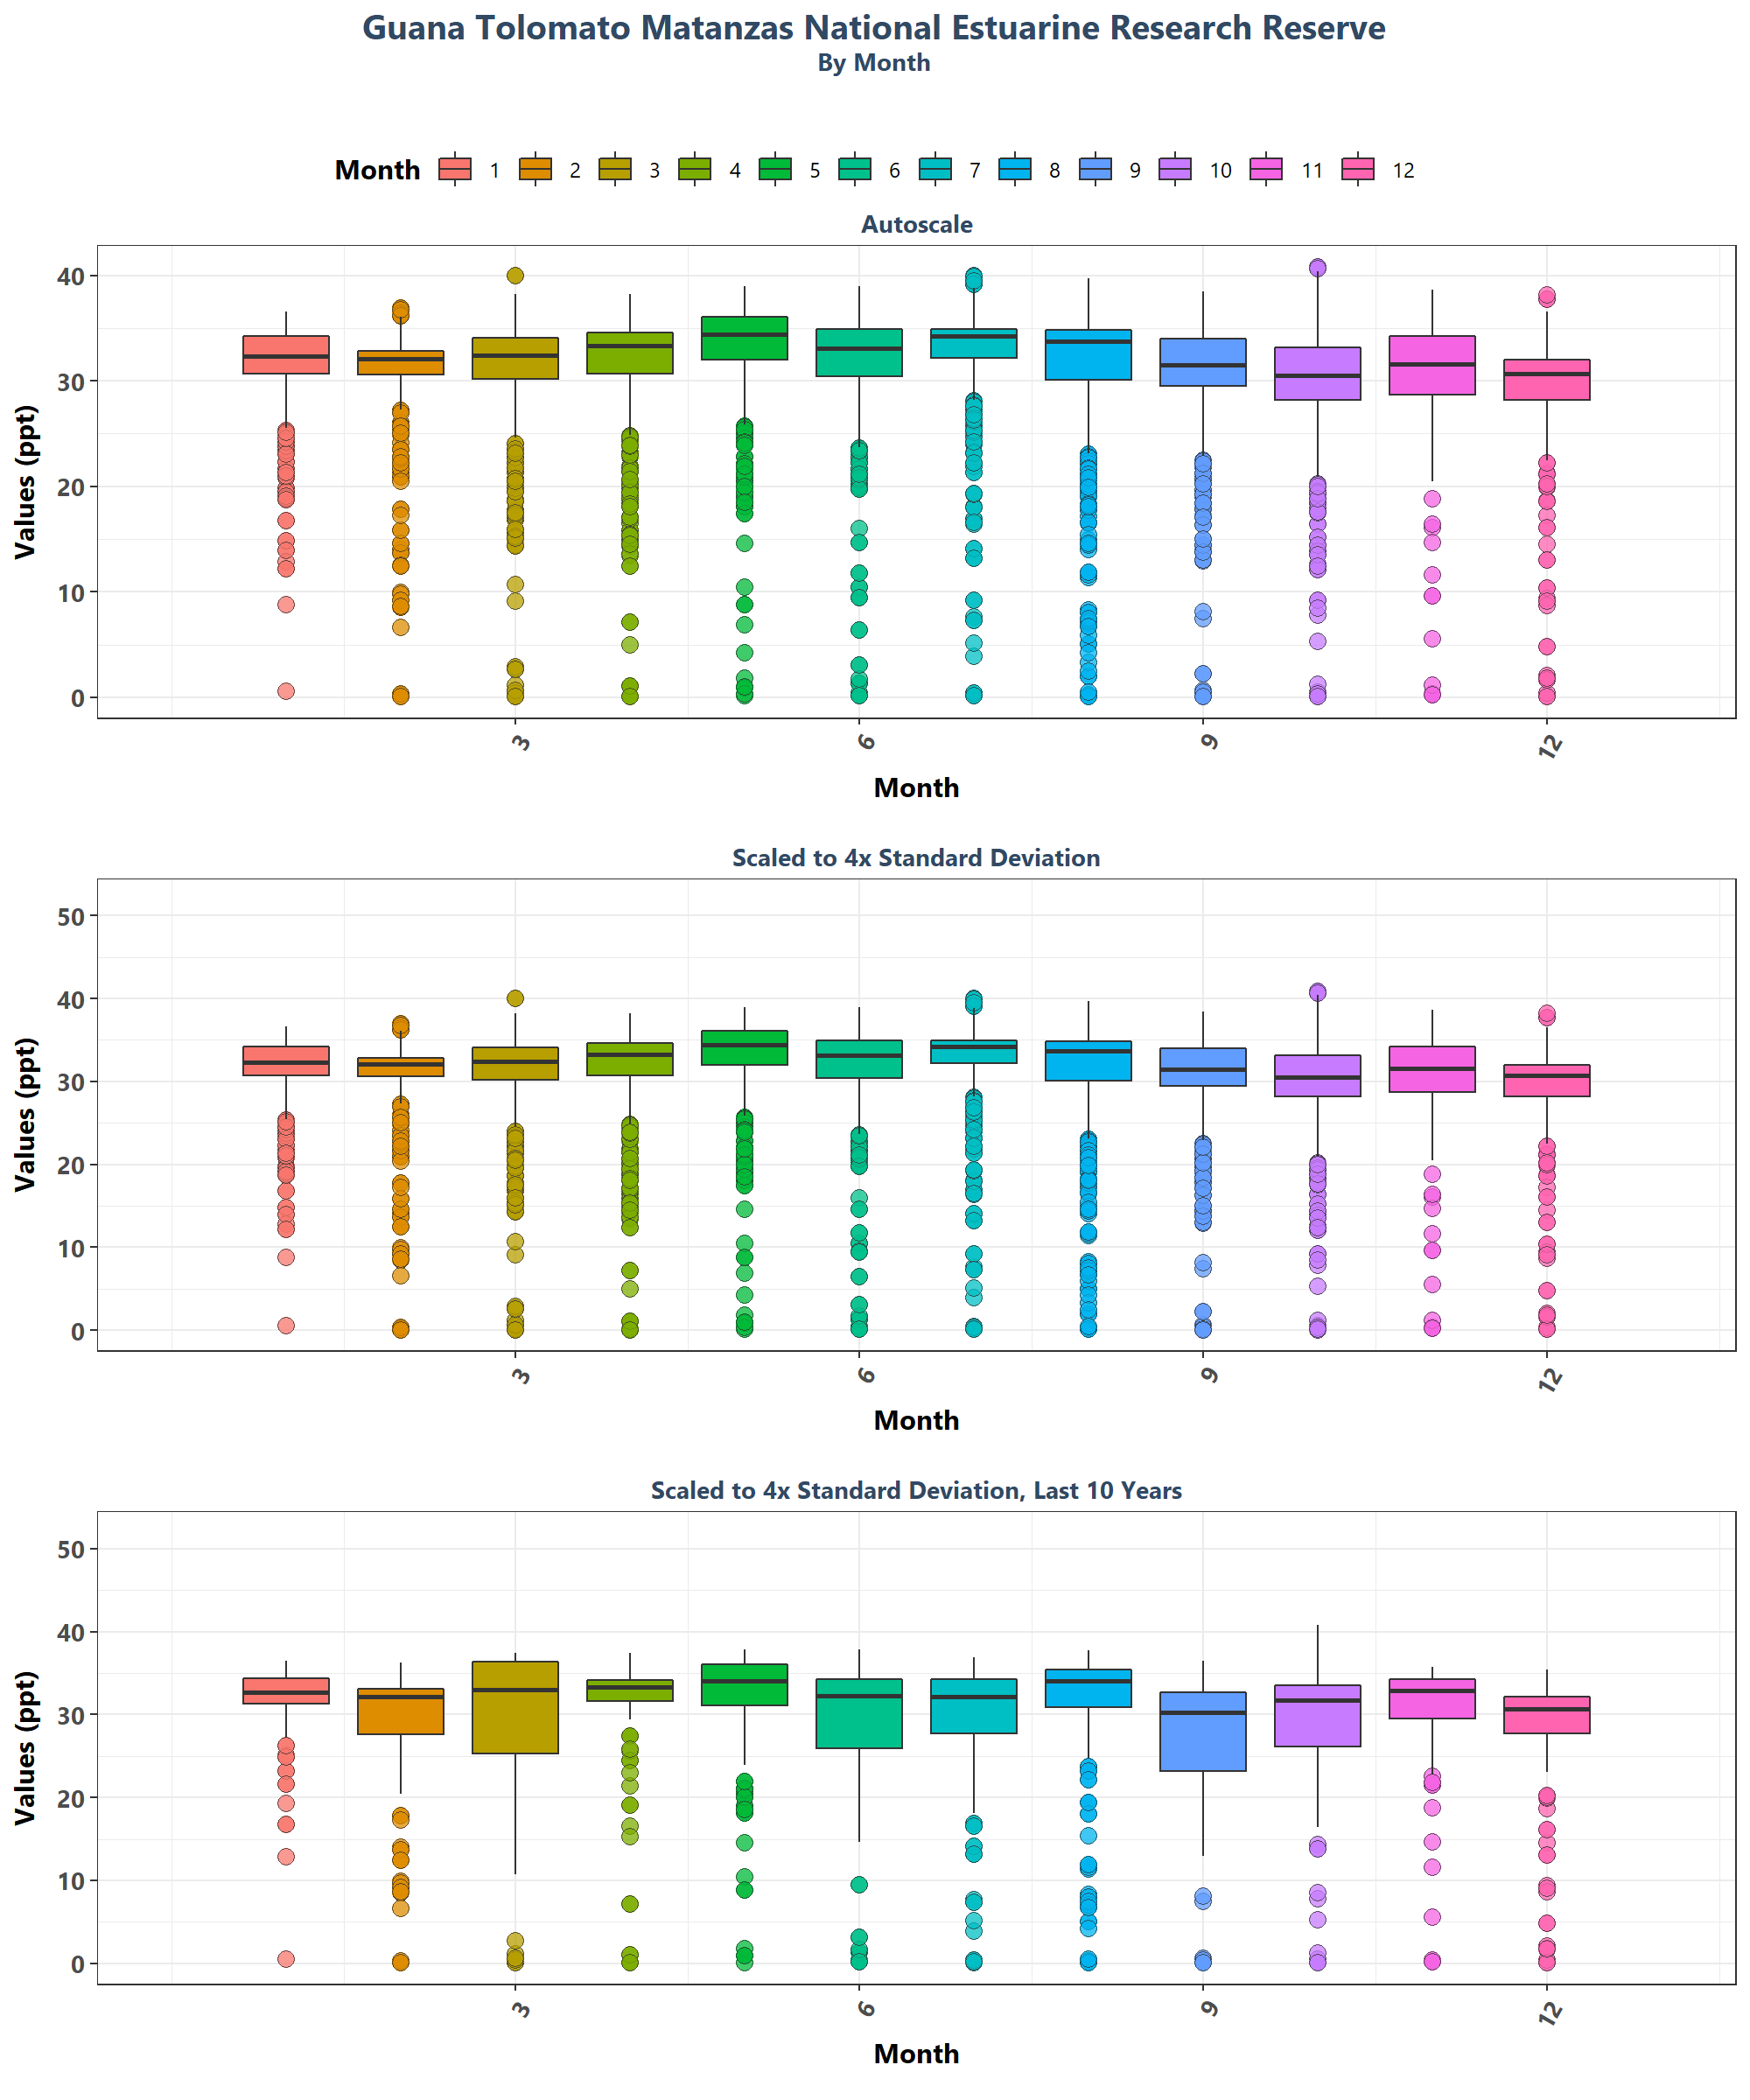 Guana Tolomato Matanzas National Estuarine Research Reserve
By Month
Month 1 2 3 4 5 6 7 8 9 10 11 12
Autoscale
Values (ppt)
40
30
20
10
0
3 6 9 12
Month
Scaled to 4x Standard Deviation
Values (ppt)
50
40
30
20
10
0
3 6 9 12
Month
Scaled to 4x Standard Deviation, Last 10 Years
Values (ppt)
50
40
30
20
10
0
3 6 9 12
Month